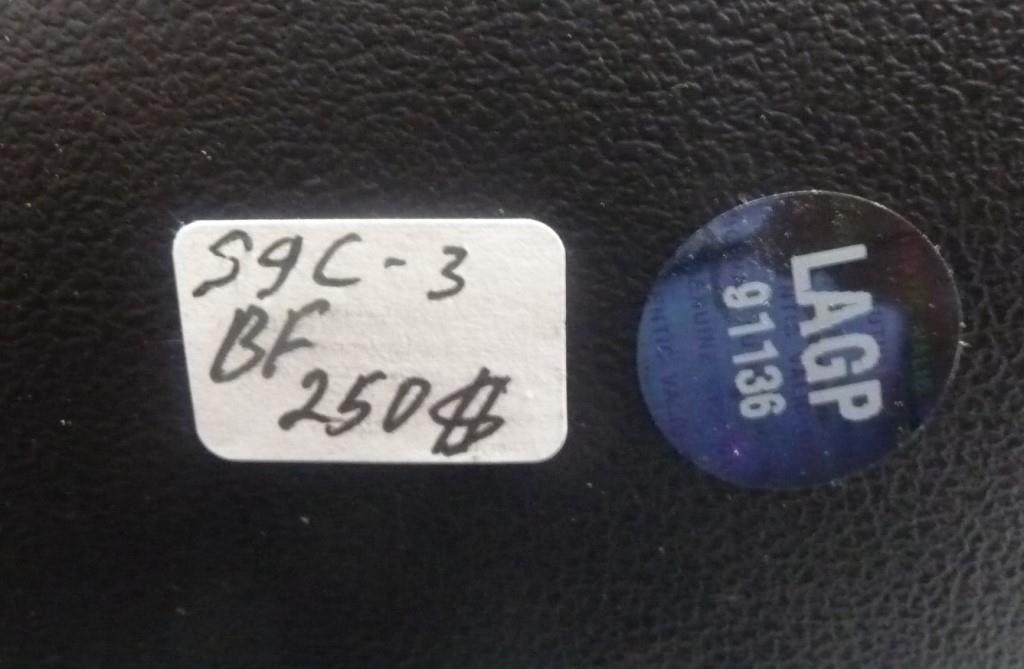 S9C-3
BF
250$
LAGP
91136